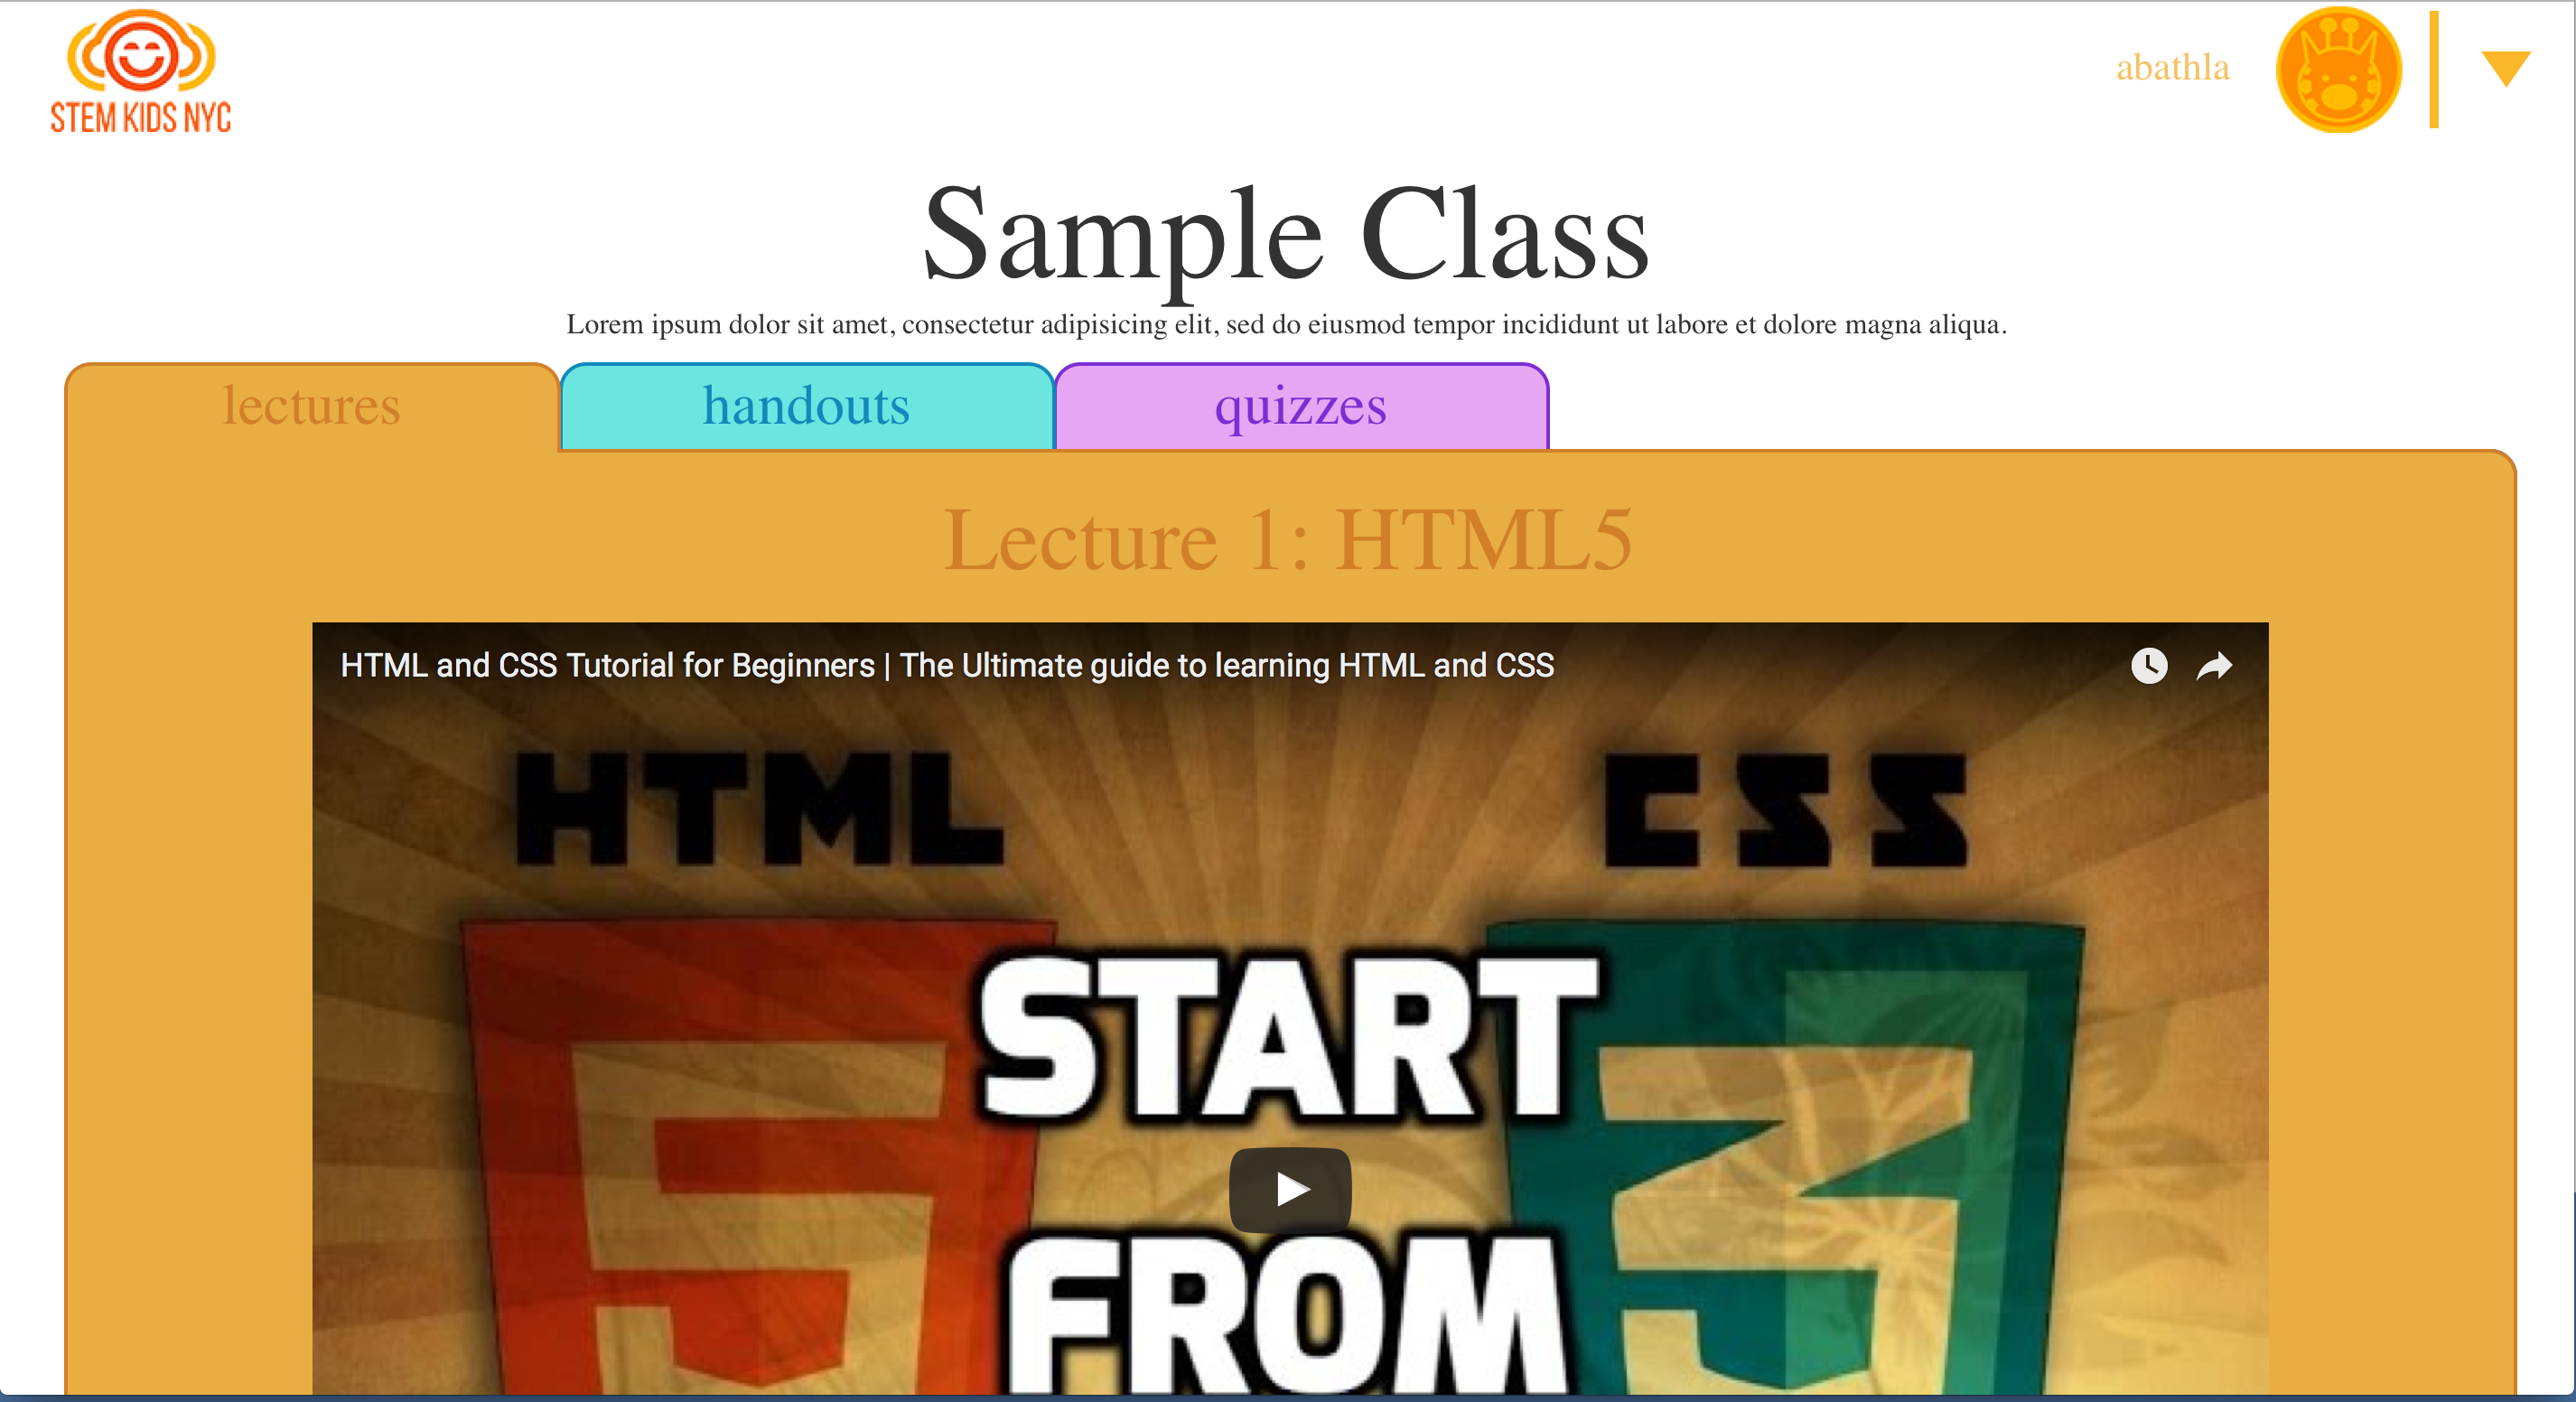 STEM KIDS NYC
abathla
Sample Class
Lorem ipsum dolor sit amet, consectetur adipisicing elit, sed do eiusmod tempor incididunt ut labore et dolore magna aliqua.
lectures
handouts
quizzes
Lecture 1: HTML5
HTML and CSS Tutorial for Beginners | The Ultimate guide to learning HTML and CSS
HTML
CSS
START
5
3
FROM